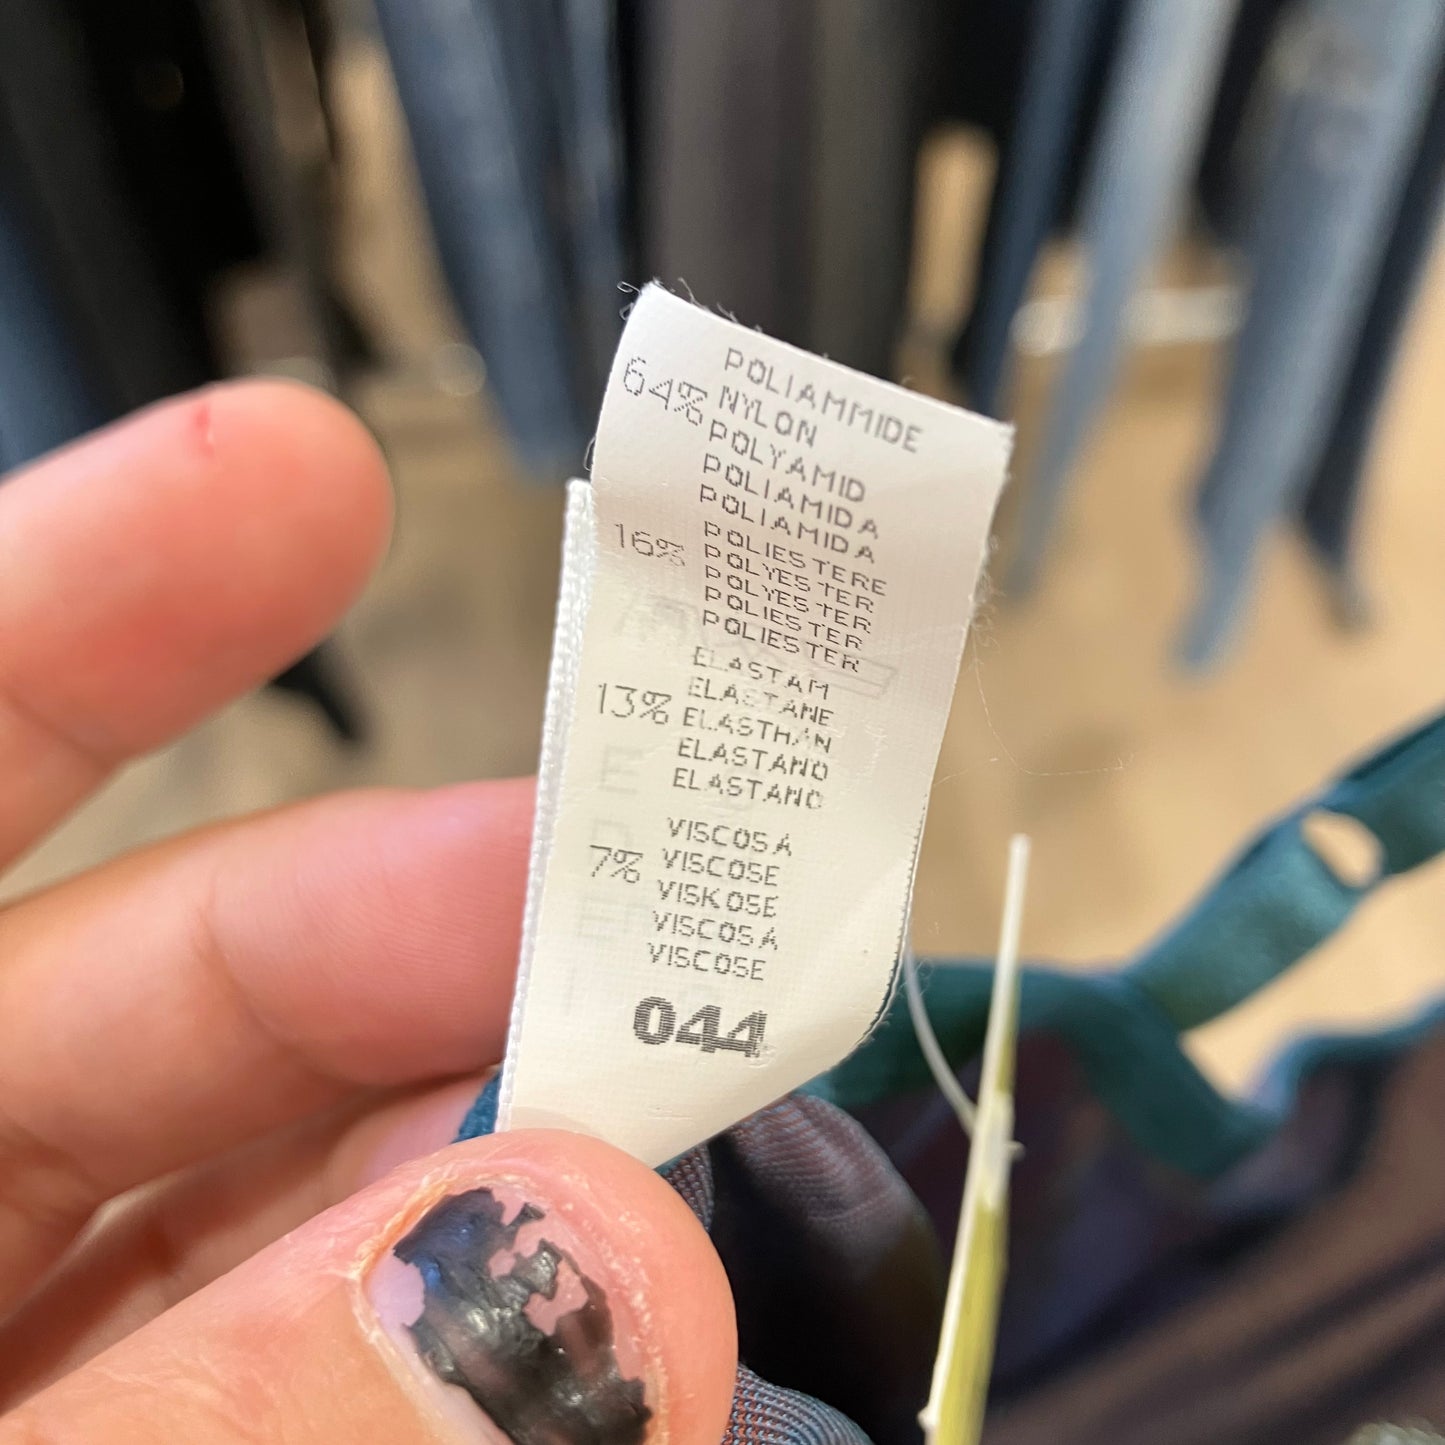 POLIAMMIDE
64% NYLON
POLYAMID
POLIAMIDA
POLIAMIDA
POLIESTERE
16% POLYESTER
POLYESTER
POLIESTER
POLIESTER
ELASTAM
ELASTANE
13% ELASTHAN
ELASTANO
ELASTANO
VISCOSA
7% VISCOSE
VISKOSE
VISCOSA
VISCOSE
044